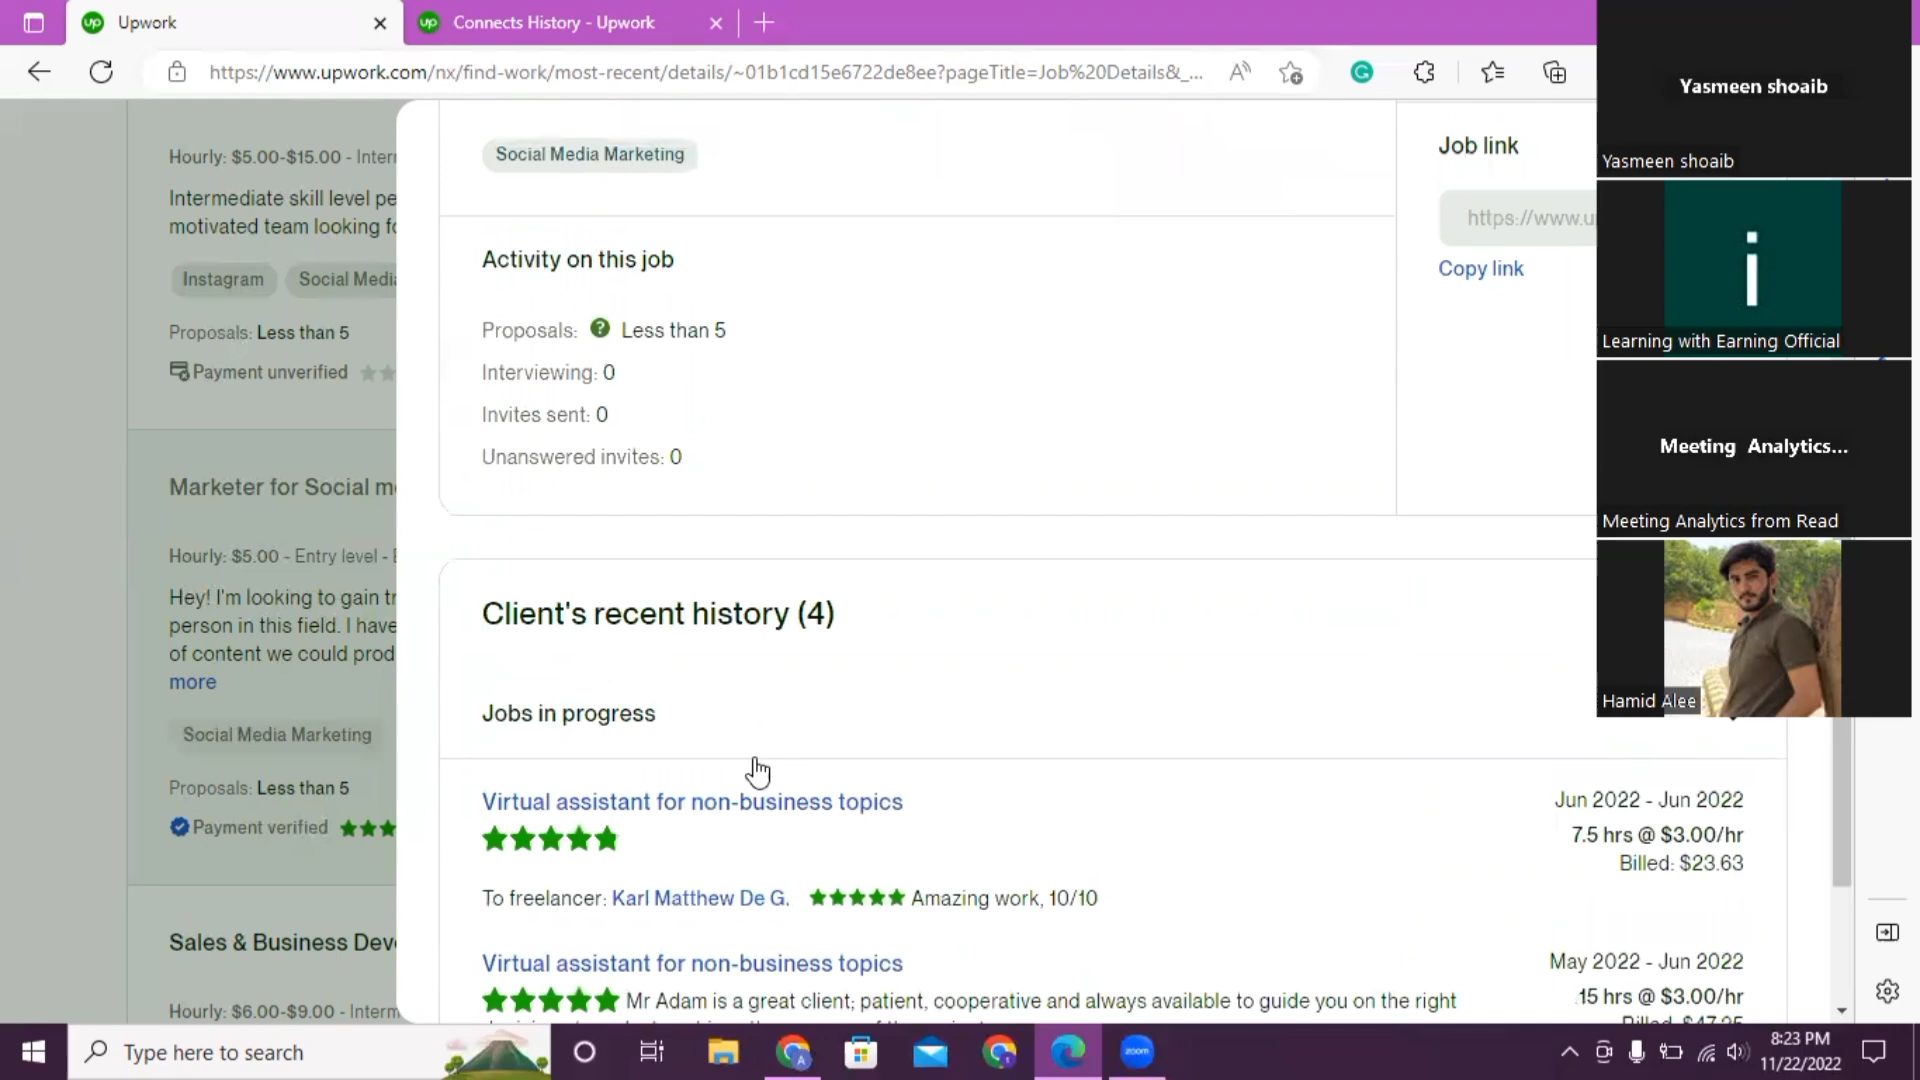 Upwork
Connects History - Upwork
https://www.upwork.com/nx/find-work/most-recent/details/~01b1cd15e6722de8ee?pageTitle=Job%20Details&_...
Hourly: $5.00-$15.00 - Inter
Intermediate skill level pe
motivated team looking fo
Instagram
Social Media
Proposals: Less than 5
Payment unverified
Marketer for Social m
Hourly: $5.00 - Entry level -
Hey! I'm looking to gain tr
person in this field. I have
of content we could prod
more
Social Media Marketing
Proposals: Less than 5
Payment verified
Sales & Business Dev
Hourly: $6.00-$9.00 - Interm
Social Media Marketing
Activity on this job
Proposals: ? Less than 5
Interviewing: 0
Invites sent: 0
Unanswered invites: 0
Job link
https://www.u
Copy link
Client's recent history (4)
Jobs in progress
Virtual assistant for non-business topics
Jun 2022 - Jun 2022
7.5 hrs @ $3.00/hr
Billed: $23.63
To freelancer: Karl Matthew De G. Amazing work, 10/10
Virtual assistant for non-business topics
May 2022 - Jun 2022
Mr Adam is a great client; patient, cooperative and always available to guide you on the right
15 hrs @ $3.00/hr
Billed: $47.25
Yasmeen shoaib
Yasmeen shoaib
i
Learning with Earning Official
Meeting Analytics...
Meeting Analytics from Read
Hamid Alee
Type here to search
zoom
8:23 PM
11/22/2022